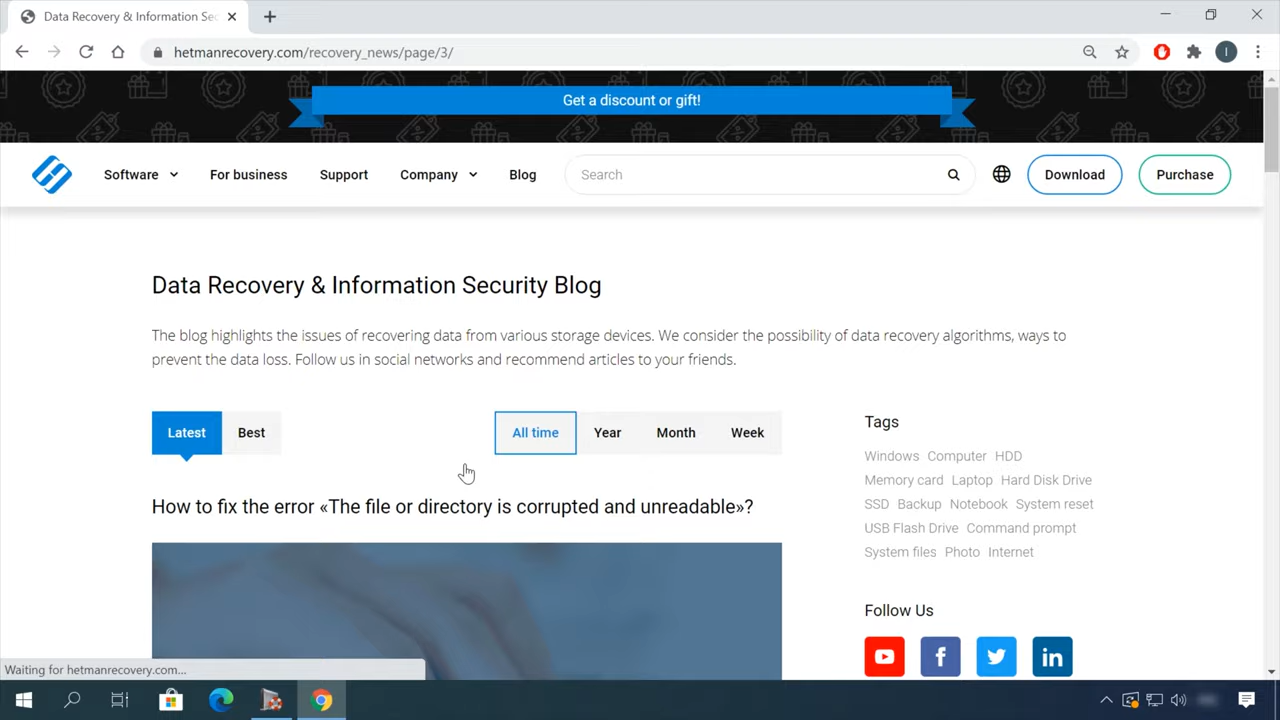 Data Recovery & Information Sec
hetmanrecovery.com/recovery_news/page/3/
I
Get a discount or gift!
Software
For business
Support
Company
Blog
Search
Download
Purchase
Data Recovery & Information Security Blog
The blog highlights the issues of recovering data from various storage devices. We consider the possibility of data recovery algorithms, ways to
prevent the data loss. Follow us in social networks and recommend articles to your friends.
Latest
Best
All time
Year
Month
Week
How to fix the error «The file or directory is corrupted and unreadable»?
Tags
Windows Computer HDD
Memory card Laptop Hard Disk Drive
SSD Backup Notebook System reset
USB Flash Drive Command prompt
System files Photo Internet
Follow Us
Waiting for hetmanrecovery.com...